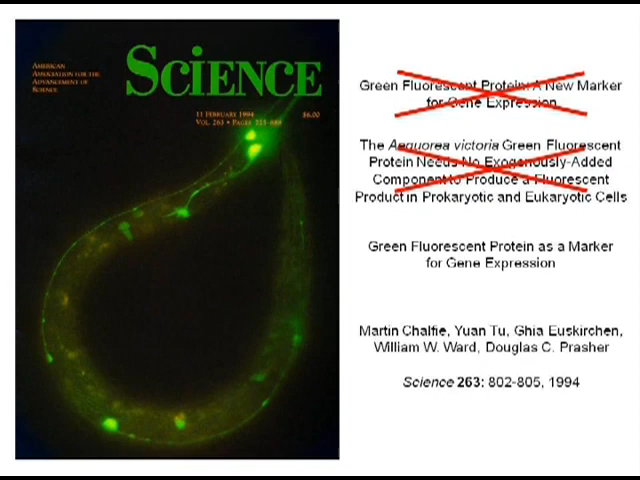 AMERICAN
ASSOCIATION FOR THE
ADVANCEMENT OF
SCIENCE
SCIENCE
11 FEBRUARY 1994
$6.00
VOL. 263 • PAGES
Green Fluorescent Protein: A New Marker
for Gene Expression
The Aequorea victoria Green Fluorescent
Protein Needs No Exogenously-Added
Component to Produce a Fluorescent
Product in Prokaryotic and Eukaryotic Cells
Green Fluorescent Protein as a Marker
for Gene Expression
Martin Chalfie, Yuan Tu, Ghia Euskirchen,
William W. Ward, Douglas C. Prasher
Science 263: 802-805, 1994